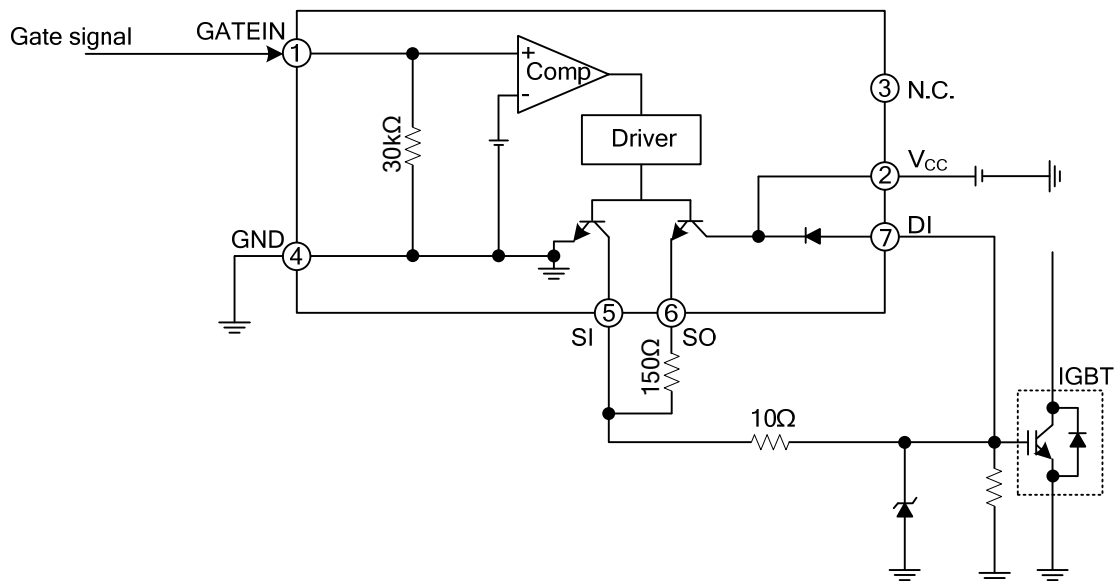 Gate signal
GATEIN
1
+
Comp
-
3
N.C.
30kΩ
Driver
2
VCC
GND
4
7
DI
5
6
SI
SO
150Ω
IGBT
10Ω